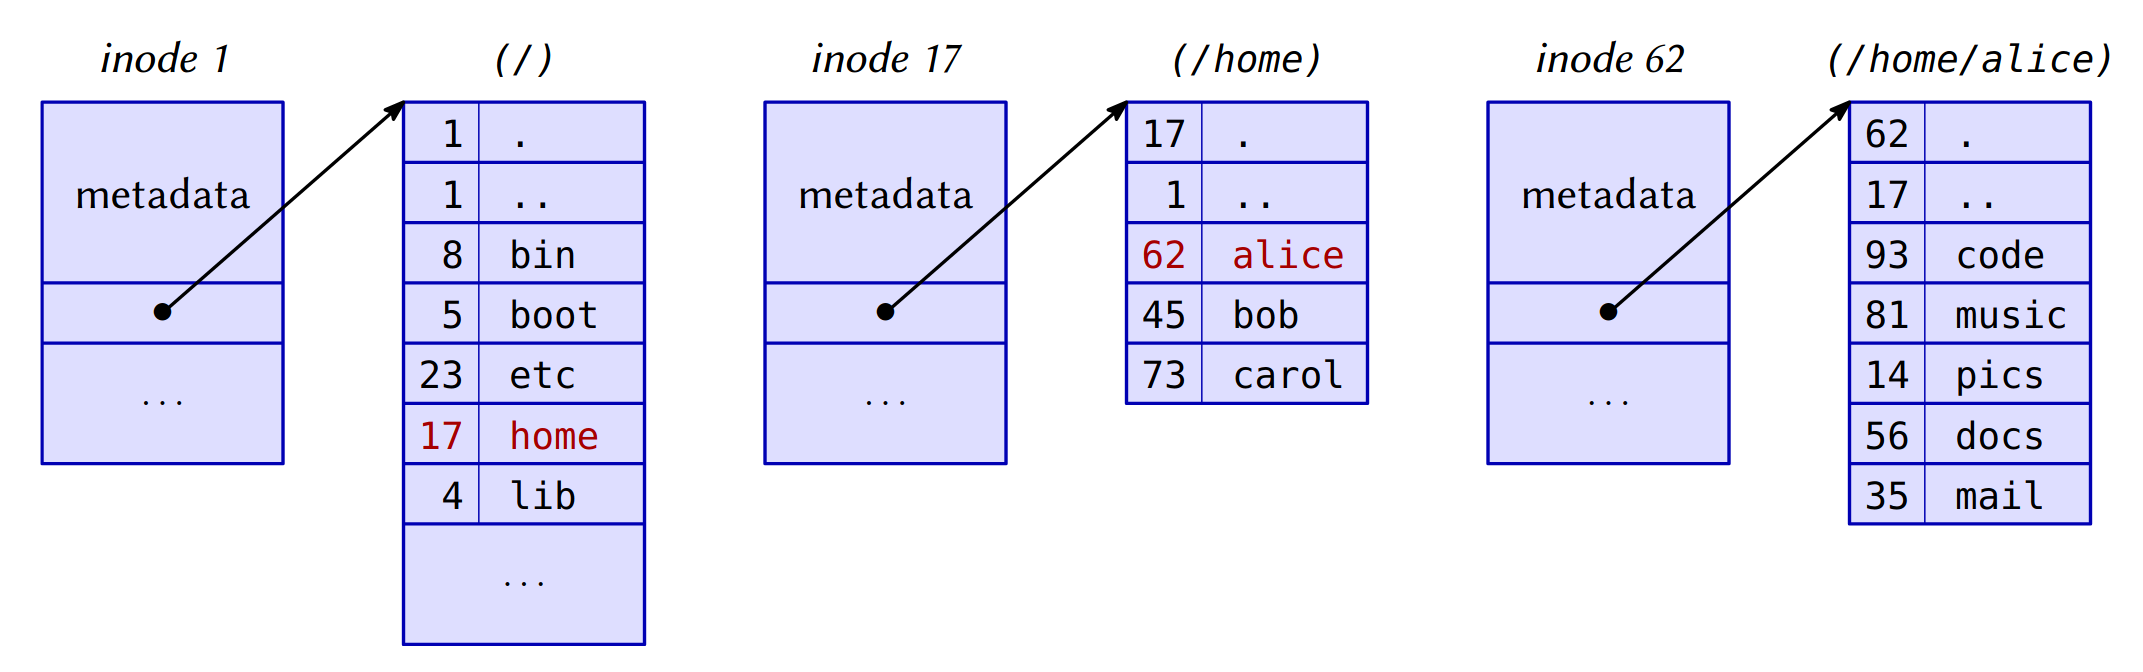 inode 1
(/)
inode 17
(/home)
inode 62
(/home/alice)
metadata
...
1 .
1 ..
8 bin
5 boot
23 etc
17 home
4 lib
...
metadata
...
17 .
1 ..
62 alice
45 bob
73 carol
metadata
...
62 .
17 ..
93 code
81 music
14 pics
56 docs
35 mail